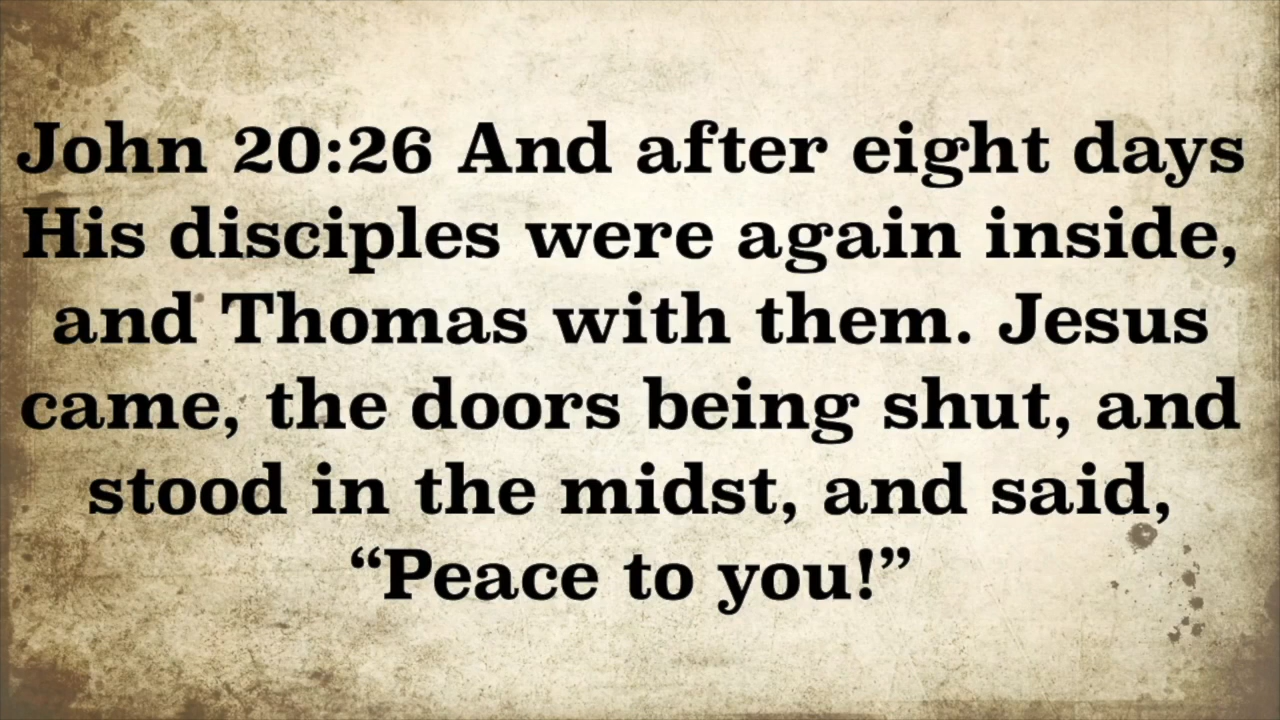 John 20:26 And after eight days
His disciples were again inside,
and Thomas with them. Jesus
came, the doors being shut, and
stood in the midst, and said,
“Peace to you!”